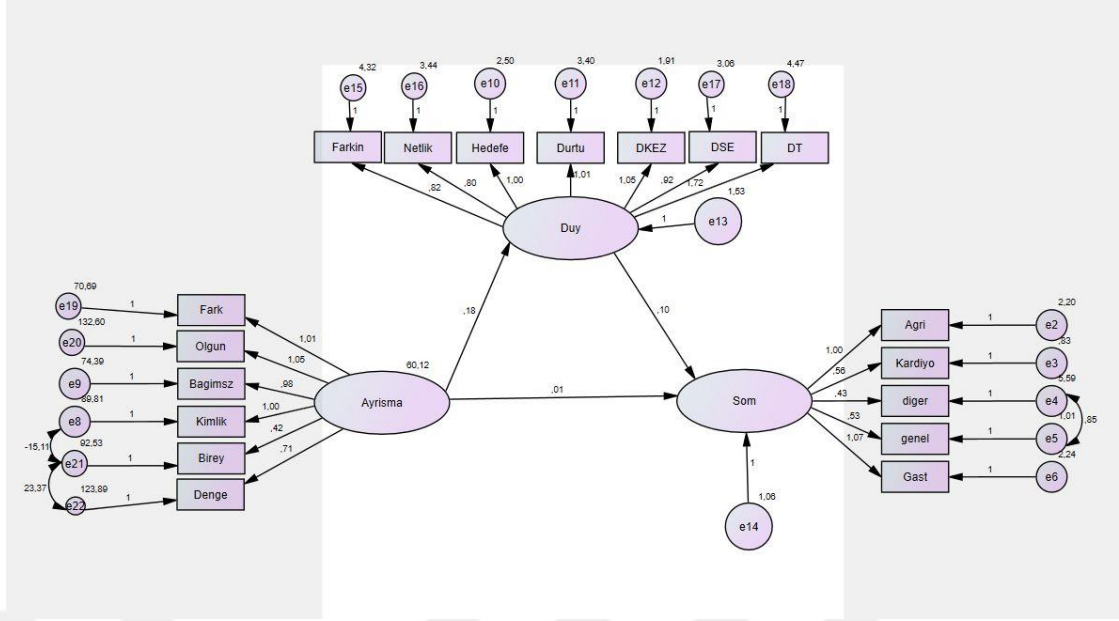 4,32 3,44 2,50 3,40 1,91 3,06 4,47
e15 e16 e10 e11 e12 e17 e18
1 1 1 1 1 1 1
Farkin Netlik Hedefe Durtu DKEZ DSE DT
,82 ,80 1,00 1,01 1,05 ,92 1,72 1,53
Duy 1 e13
70,69
e19 1 Fark
132,60
e20 1 Olgun
74,39
e9 1 Bagimsz
89,81
e8 1 Kimlik
-15,11 92,53
e21 1 Birey
23,37 123,89
e22 1 Denge
1,01
1,05
,98
1,00
,42
,71
60,12
Ayrisma
,18
,10
,01
Som
1
1,06
e14
1,00
,56
,43
,53
1,07
2,20
Agri 1 e2
,83
Kardiyo 1 e3
5,59
diger 1 e4
1,01 ,85
genel 1 e5
2,24
Gast 1 e6